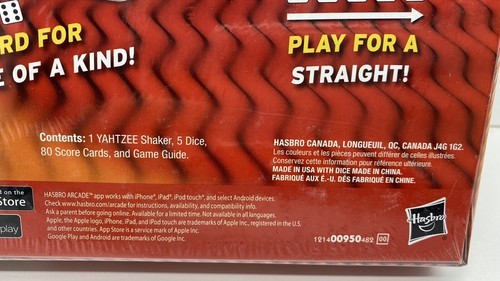 RD FOR
E OF A KIND!
PLAY FOR A
STRAIGHT!
Contents: 1 YAHTZEE Shaker, 5 Dice,
80 Score Cards, and Game Guide.
HASBRO CANADA, LONGUEUIL, QC, CANADA J4G 1G2.
Les couleurs et les pièces peuvent différer de celles illustrées.
Conservez cette information pour référence ultérieure.
MADE IN USA WITH DICE MADE IN CHINA.
FABRIQUÉ AUX É.-U. DÉS FABRIQUÉ EN CHINE.
on the
Store
play
HASBRO ARCADE™ app works with iPhone®, iPad®, iPod touch®, and select Android devices.
Check www.hasbro.com/arcade for instructions, availability, and compatibility info.
Ask a parent before going online. Available for a limited time. Not available in all languages.
Apple, the Apple logo, iPhone, iPad, and iPod touch are trademarks of Apple Inc., registered in the U.S.
and other countries. App Store is a service mark of Apple Inc.
Google Play and Android are trademarks of Google Inc.
Hasbro
121400950482 00